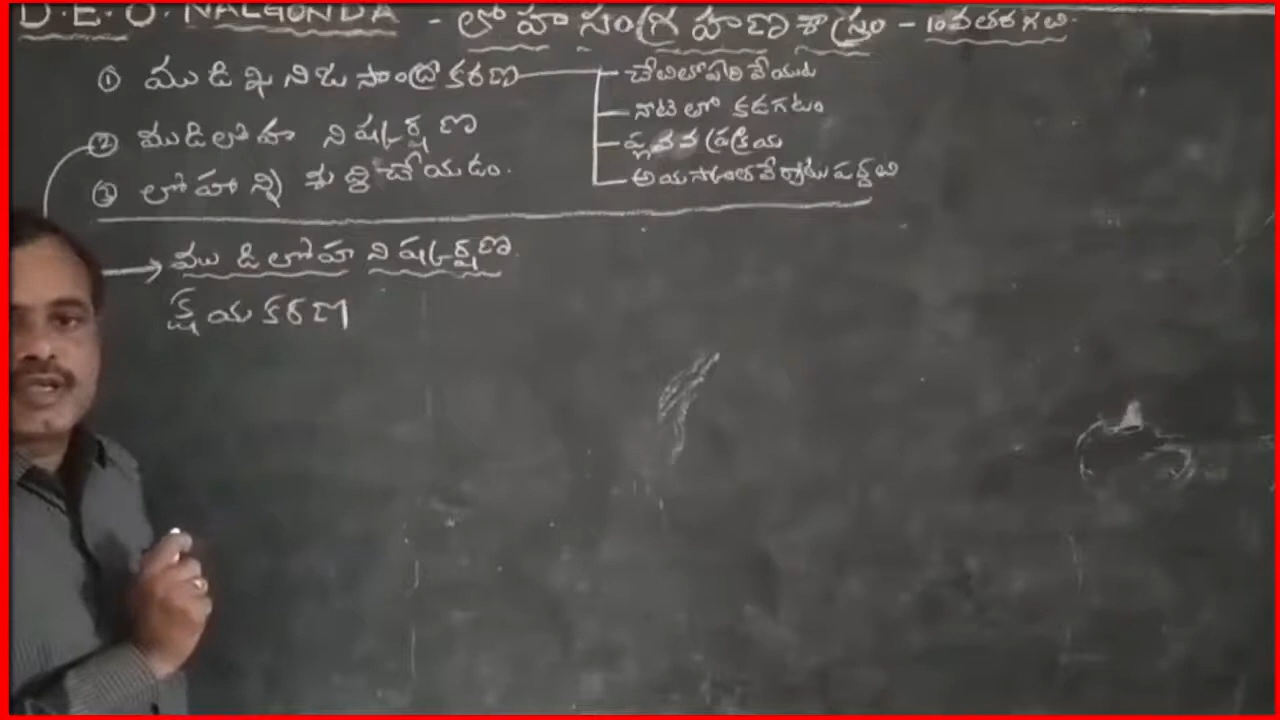 D.E.O. NALGONDA - లోహ సంగ్రహణ శాస్త్రం - 10వ తరగతి.
① ముడి ఖనిజ సాంద్రీకరణ
చేతితో ఏరివేయుట
నీటితో కడగటం
ప్లవన ప్రక్రియ
అయస్కాంత వేర్పాటు పద్ధతి
② ముడిలోహ నిష్కర్షణ
③ లోహాన్ని శుద్ధి చేయడం.
ముడి లోహ నిష్కర్షణ.
క్షయకరణ